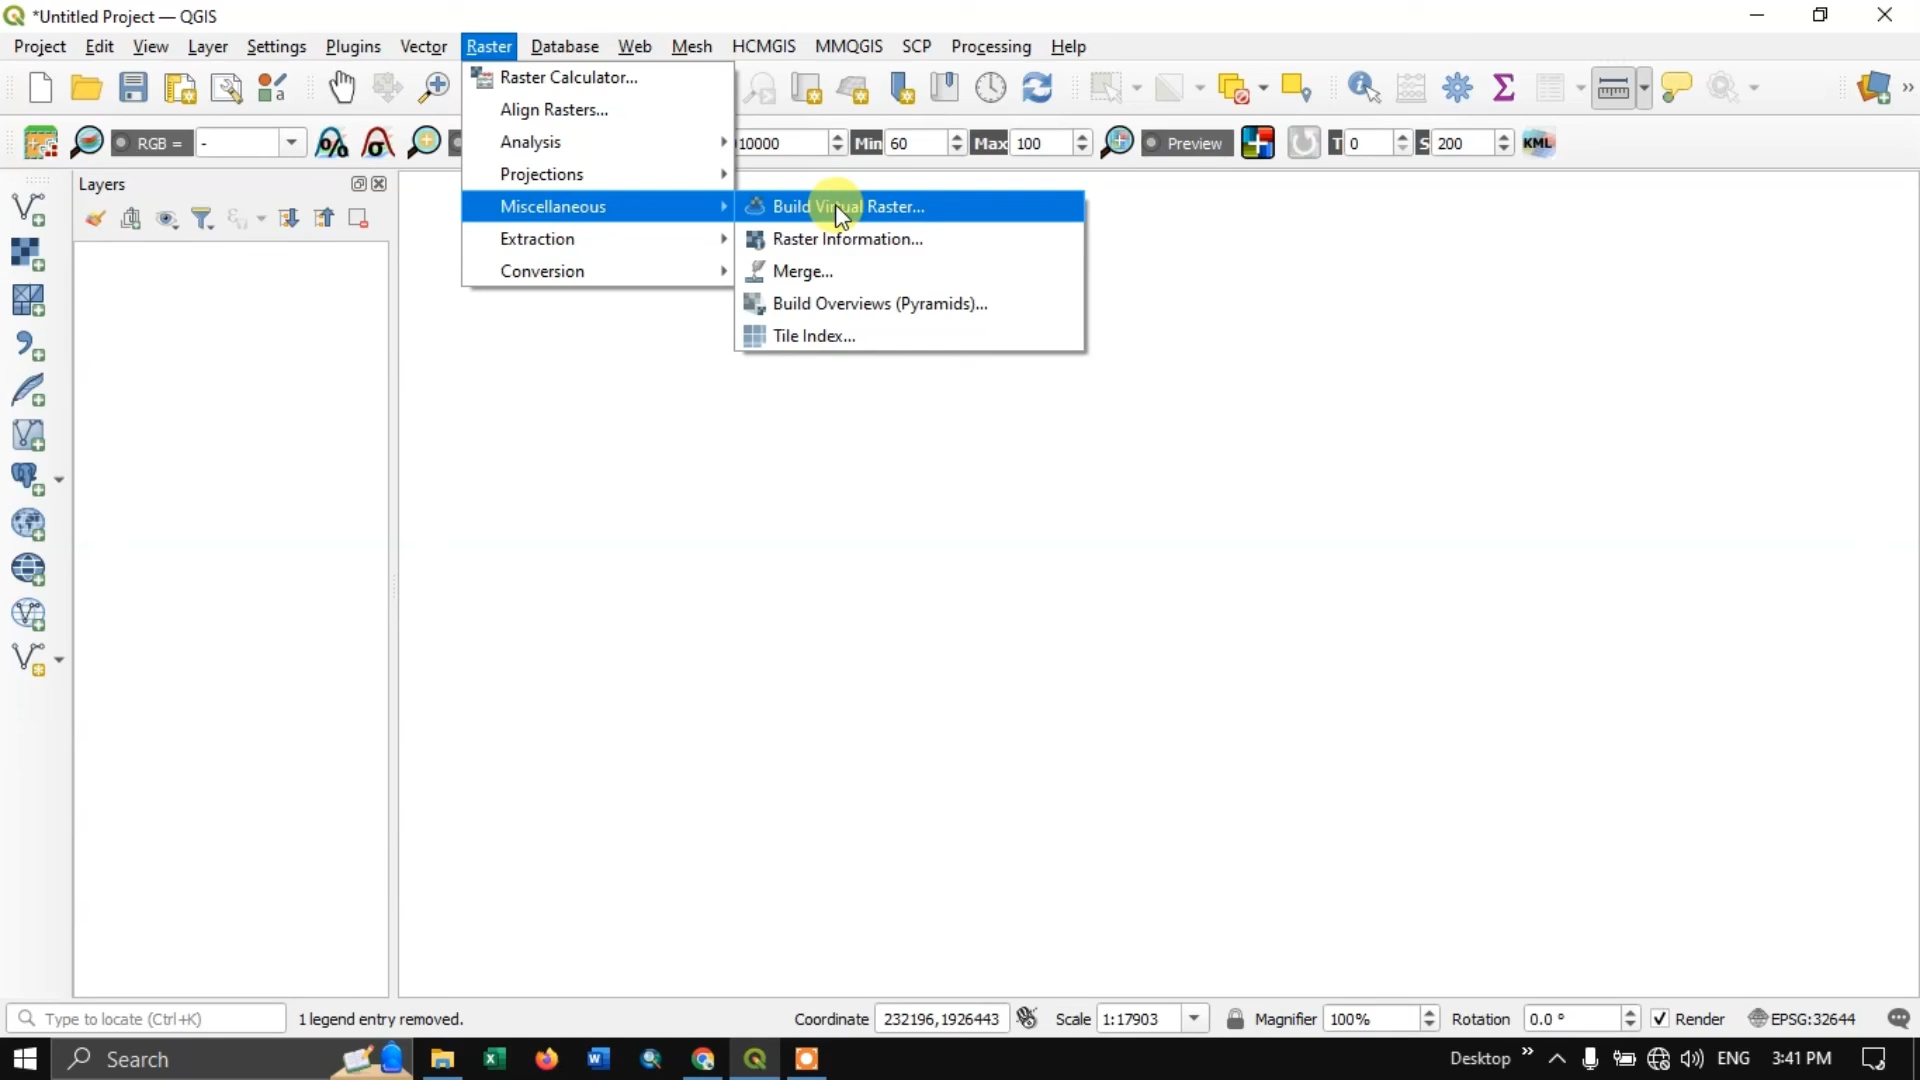 *Untitled Project — QGIS
Project Edit View Layer Settings Plugins Vector Raster Database Web Mesh HCMGIS MMQGIS SCP Processing Help
Raster Calculator...
Align Rasters...
Analysis
RGB = - 10000 Min 60 Max 100 Preview T 0 S 200 KML
Projections
Layers
Miscellaneous
Build Virtual Raster...
Extraction
Raster Information...
Conversion
Merge...
Build Overviews (Pyramids)...
Tile Index...
Type to locate (Ctrl+K) 1 legend entry removed. Coordinate 232196,1926443 Scale 1:17903 Magnifier 100% Rotation 0.0 ° Render EPSG:32644
Search Desktop » ENG 3:41 PM